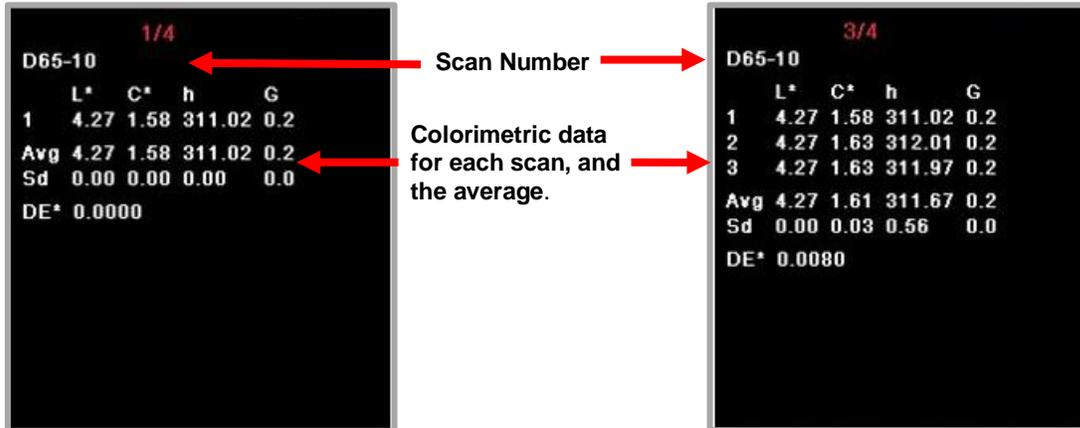 1/4
D65-10
L* C* h G
1 4.27 1.58 311.02 0.2
Avg 4.27 1.58 311.02 0.2
Sd 0.00 0.00 0.00 0.0
DE* 0.0000
Scan Number
Colorimetric data
for each scan, and
the average.
3/4
D65-10
L* C* h G
1 4.27 1.58 311.02 0.2
2 4.27 1.63 312.01 0.2
3 4.27 1.63 311.97 0.2
Avg 4.27 1.61 311.67 0.2
Sd 0.00 0.03 0.56 0.0
DE* 0.0080